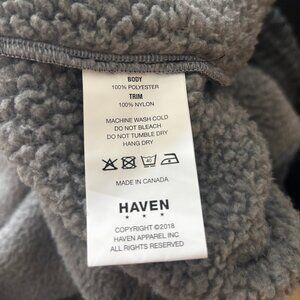 BODY
100% POLYESTER
TRIM
100% NYLON
MACHINE WASH COLD
DO NOT BLEACH
DO NOT TUMBLE DRY
HANG DRY
40
MADE IN CANADA
HAVEN
COPYRIGHT ©2018
HAVEN APPAREL INC
ALL RIGHTS RESERVED